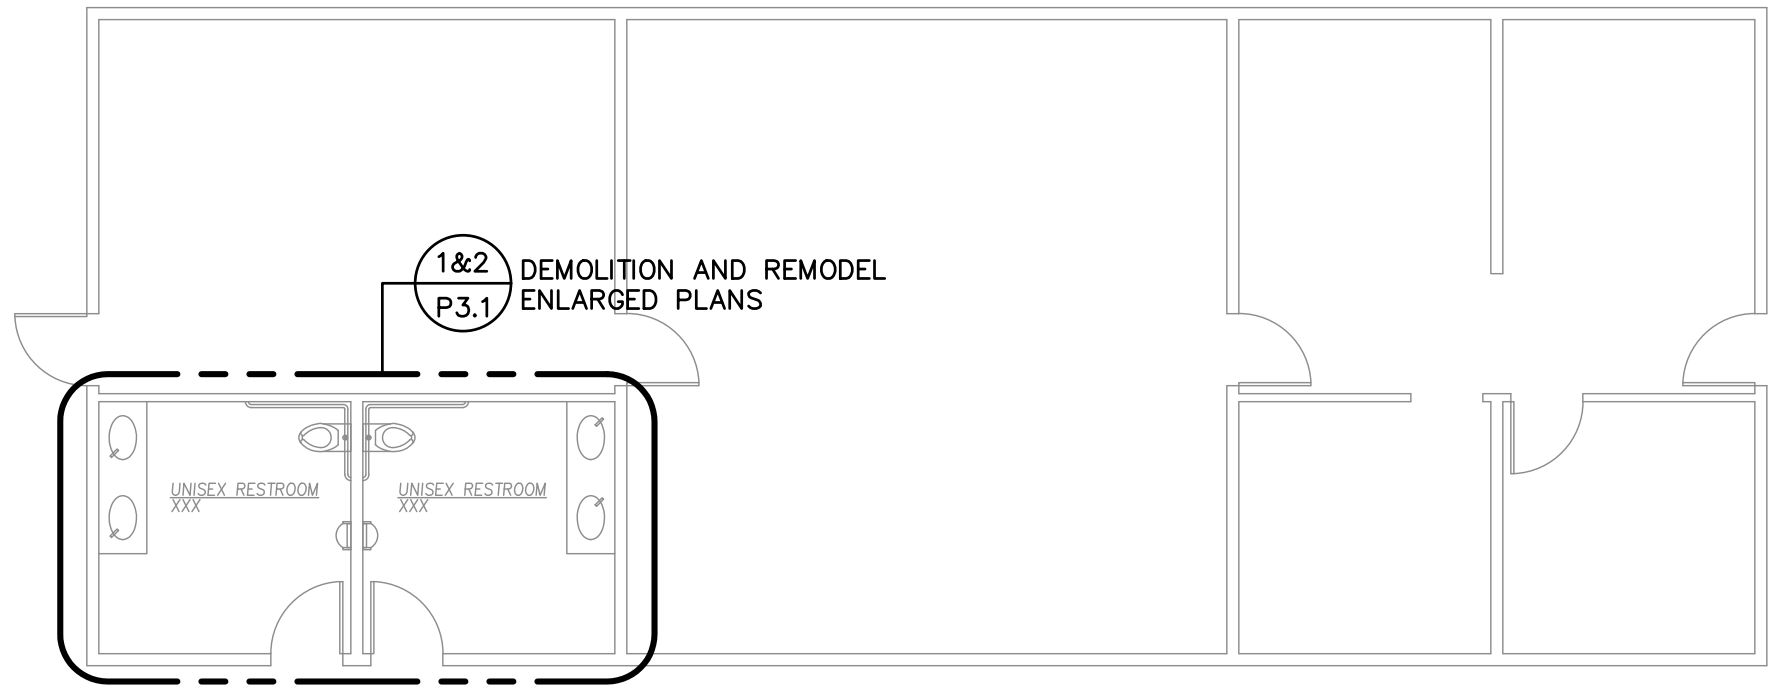 1&2
P3.1
DEMOLITION AND REMODEL
ENLARGED PLANS
UNISEX RESTROOM
XXX
UNISEX RESTROOM
XXX